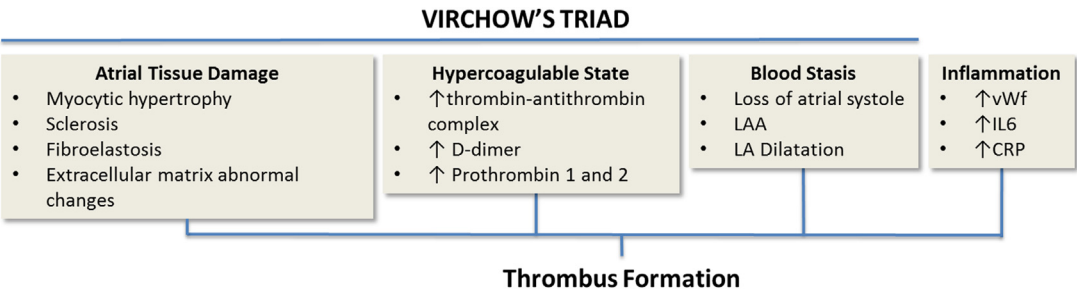 VIRCHOW'S TRIAD
Atrial Tissue Damage
• Myocytic hypertrophy
• Sclerosis
• Fibroelastosis
• Extracellular matrix abnormal
changes
Hypercoagulable State
• ↑thrombin-antithrombin
complex
• ↑ D-dimer
• ↑ Prothrombin 1 and 2
Blood Stasis
• Loss of atrial systole
• LAA
• LA Dilatation
Inflammation
• ↑vWf
• ↑IL6
• ↑CRP
Thrombus Formation